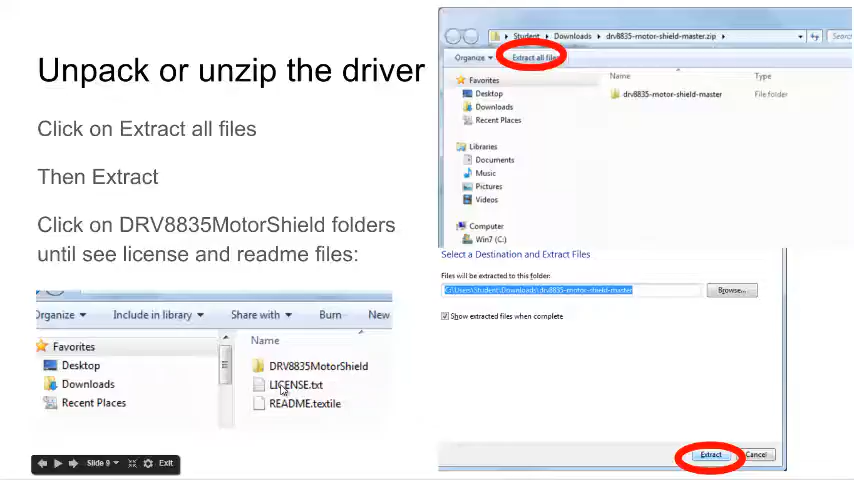 Unpack or unzip the driver
Click on Extract all files
Then Extract
Click on DRV8835MotorShield folders
until see license and readme files:
Organize
Include in library
Share with
Burn
New
Favorites
Desktop
Downloads
Recent Places
Name
DRV8835MotorShield
LICENSE.txt
README.textile
Slide 9
Exit
Student
Downloads
drv8835-motor-shield-master.zip
Search
Organize
Extract all files
Favorites
Desktop
Downloads
Recent Places
Libraries
Documents
Music
Pictures
Videos
Computer
Win7 (C:)
Name
Type
drv8835-motor-shield-master
File folder
Select a Destination and Extract Files
Files will be extracted to this folder:
C:\Users\Student\Downloads\drv8835-motor-shield-master
Browse...
Show extracted files when complete
Extract
Cancel